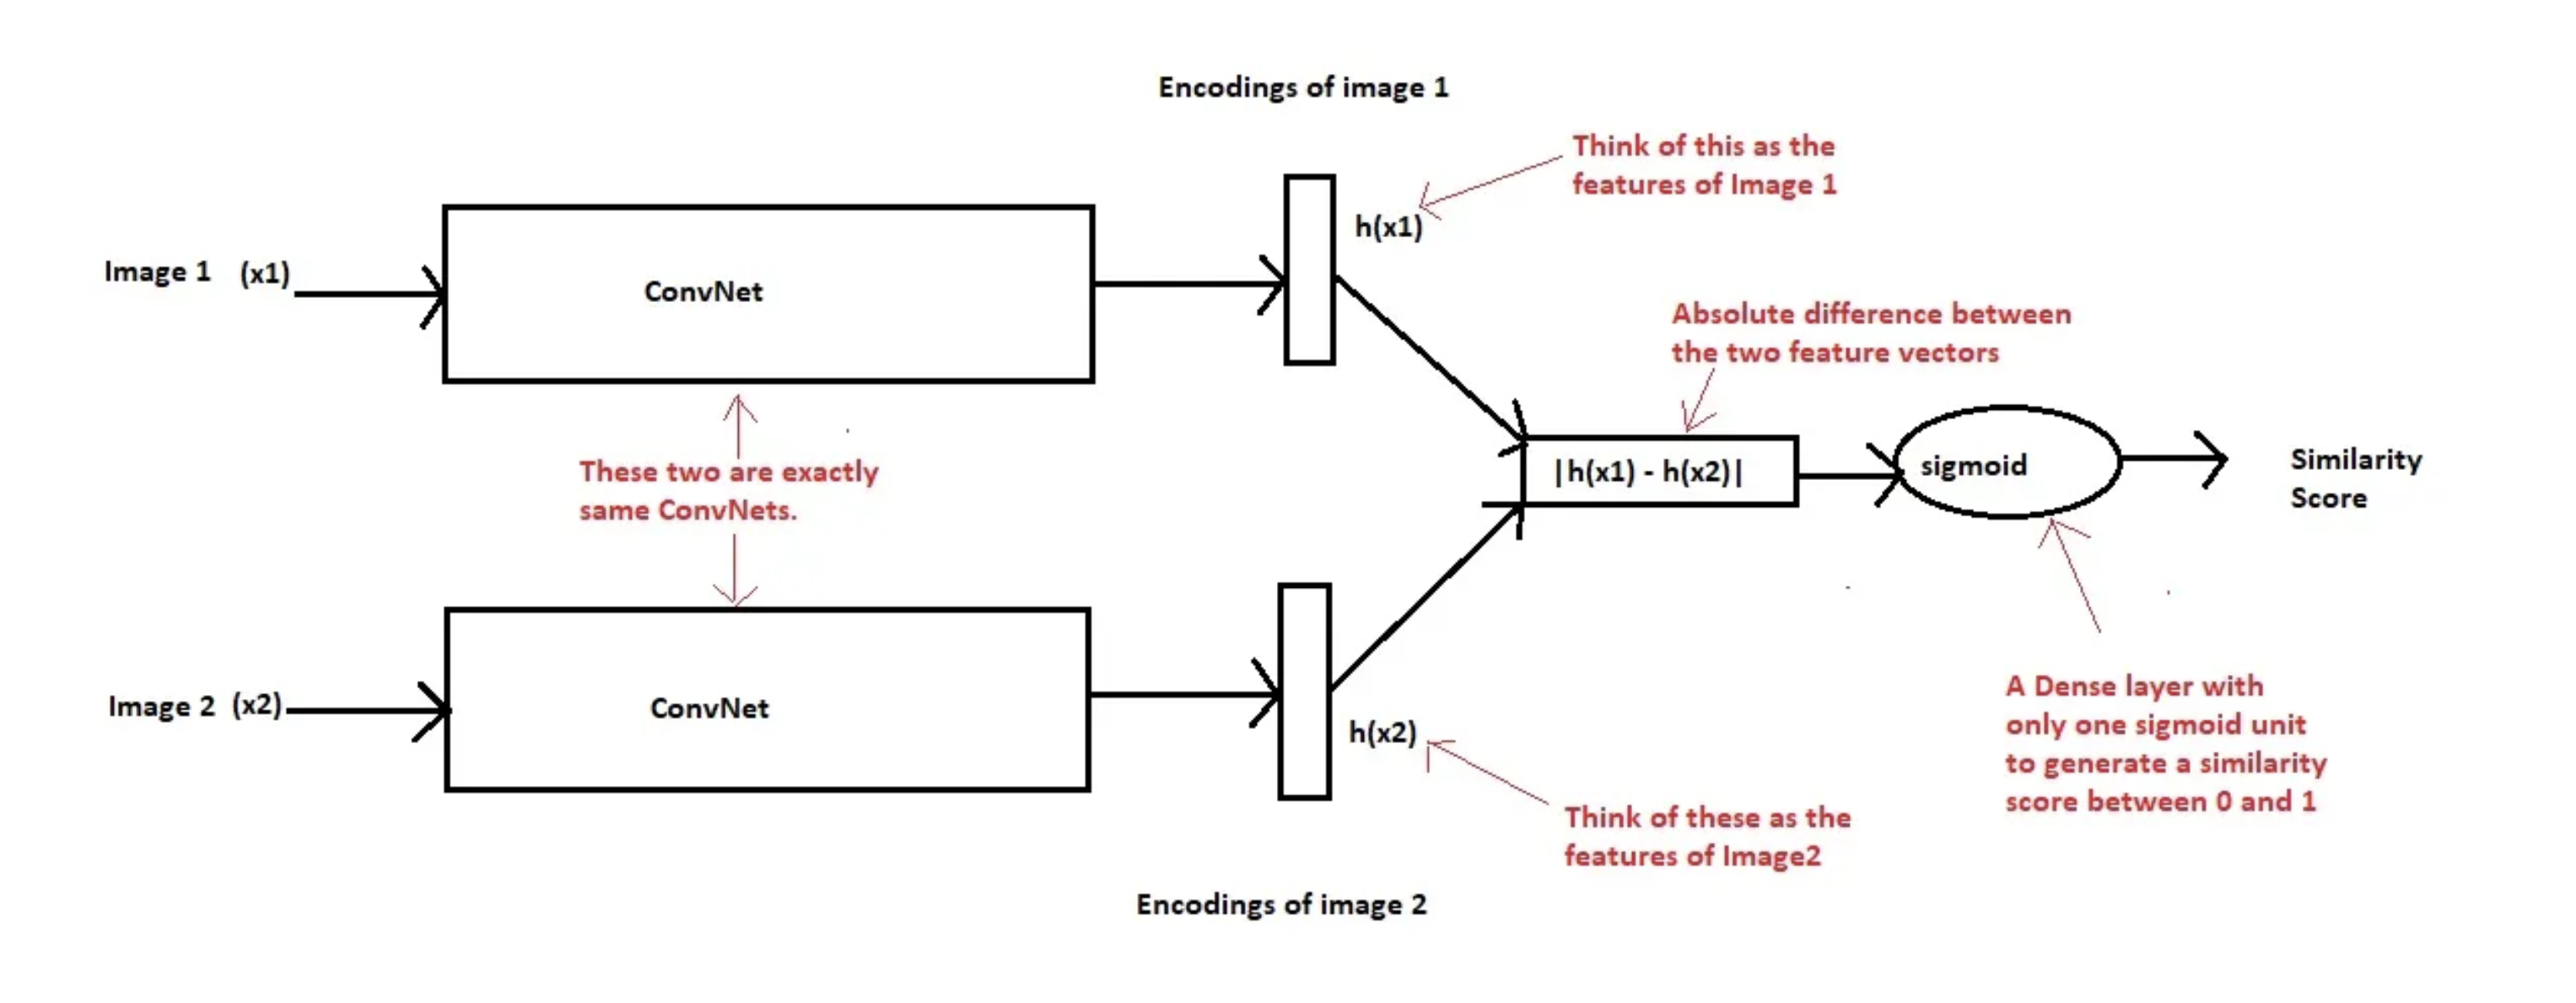 Encodings of image 1
Think of this as the
features of Image 1
h(x1)
Image 1 (x1)
ConvNet
Absolute difference between
the two feature vectors
These two are exactly
same ConvNets.
|h(x1) - h(x2)|
sigmoid
Similarity
Score
Image 2 (x2)
ConvNet
h(x2)
A Dense layer with
only one sigmoid unit
to generate a similarity
score between 0 and 1
Think of these as the
features of Image2
Encodings of image 2